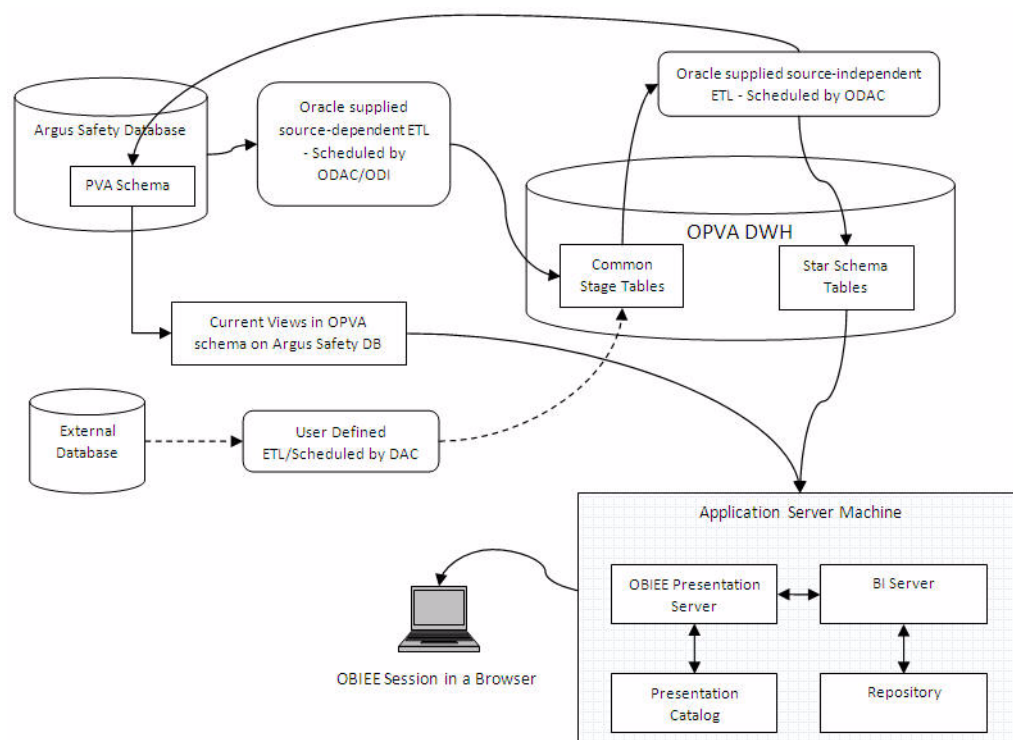 Oracle supplied source-independent
ETL - Scheduled by ODAC
Argus Safety Database
PVA Schema
Oracle supplied
source-dependent ETL
- Scheduled by
ODAC/ODI
OPVA DWH
Common
Stage Tables
Star Schema
Tables
Current Views in OPVA
schema on Argus Safety DB
External
Database
User Defined
ETL/Scheduled by DAC
Application Server Machine
OBIEE Presentation
Server
BI Server
Presentation
Catalog
Repository
OBIEE Session in a Browser